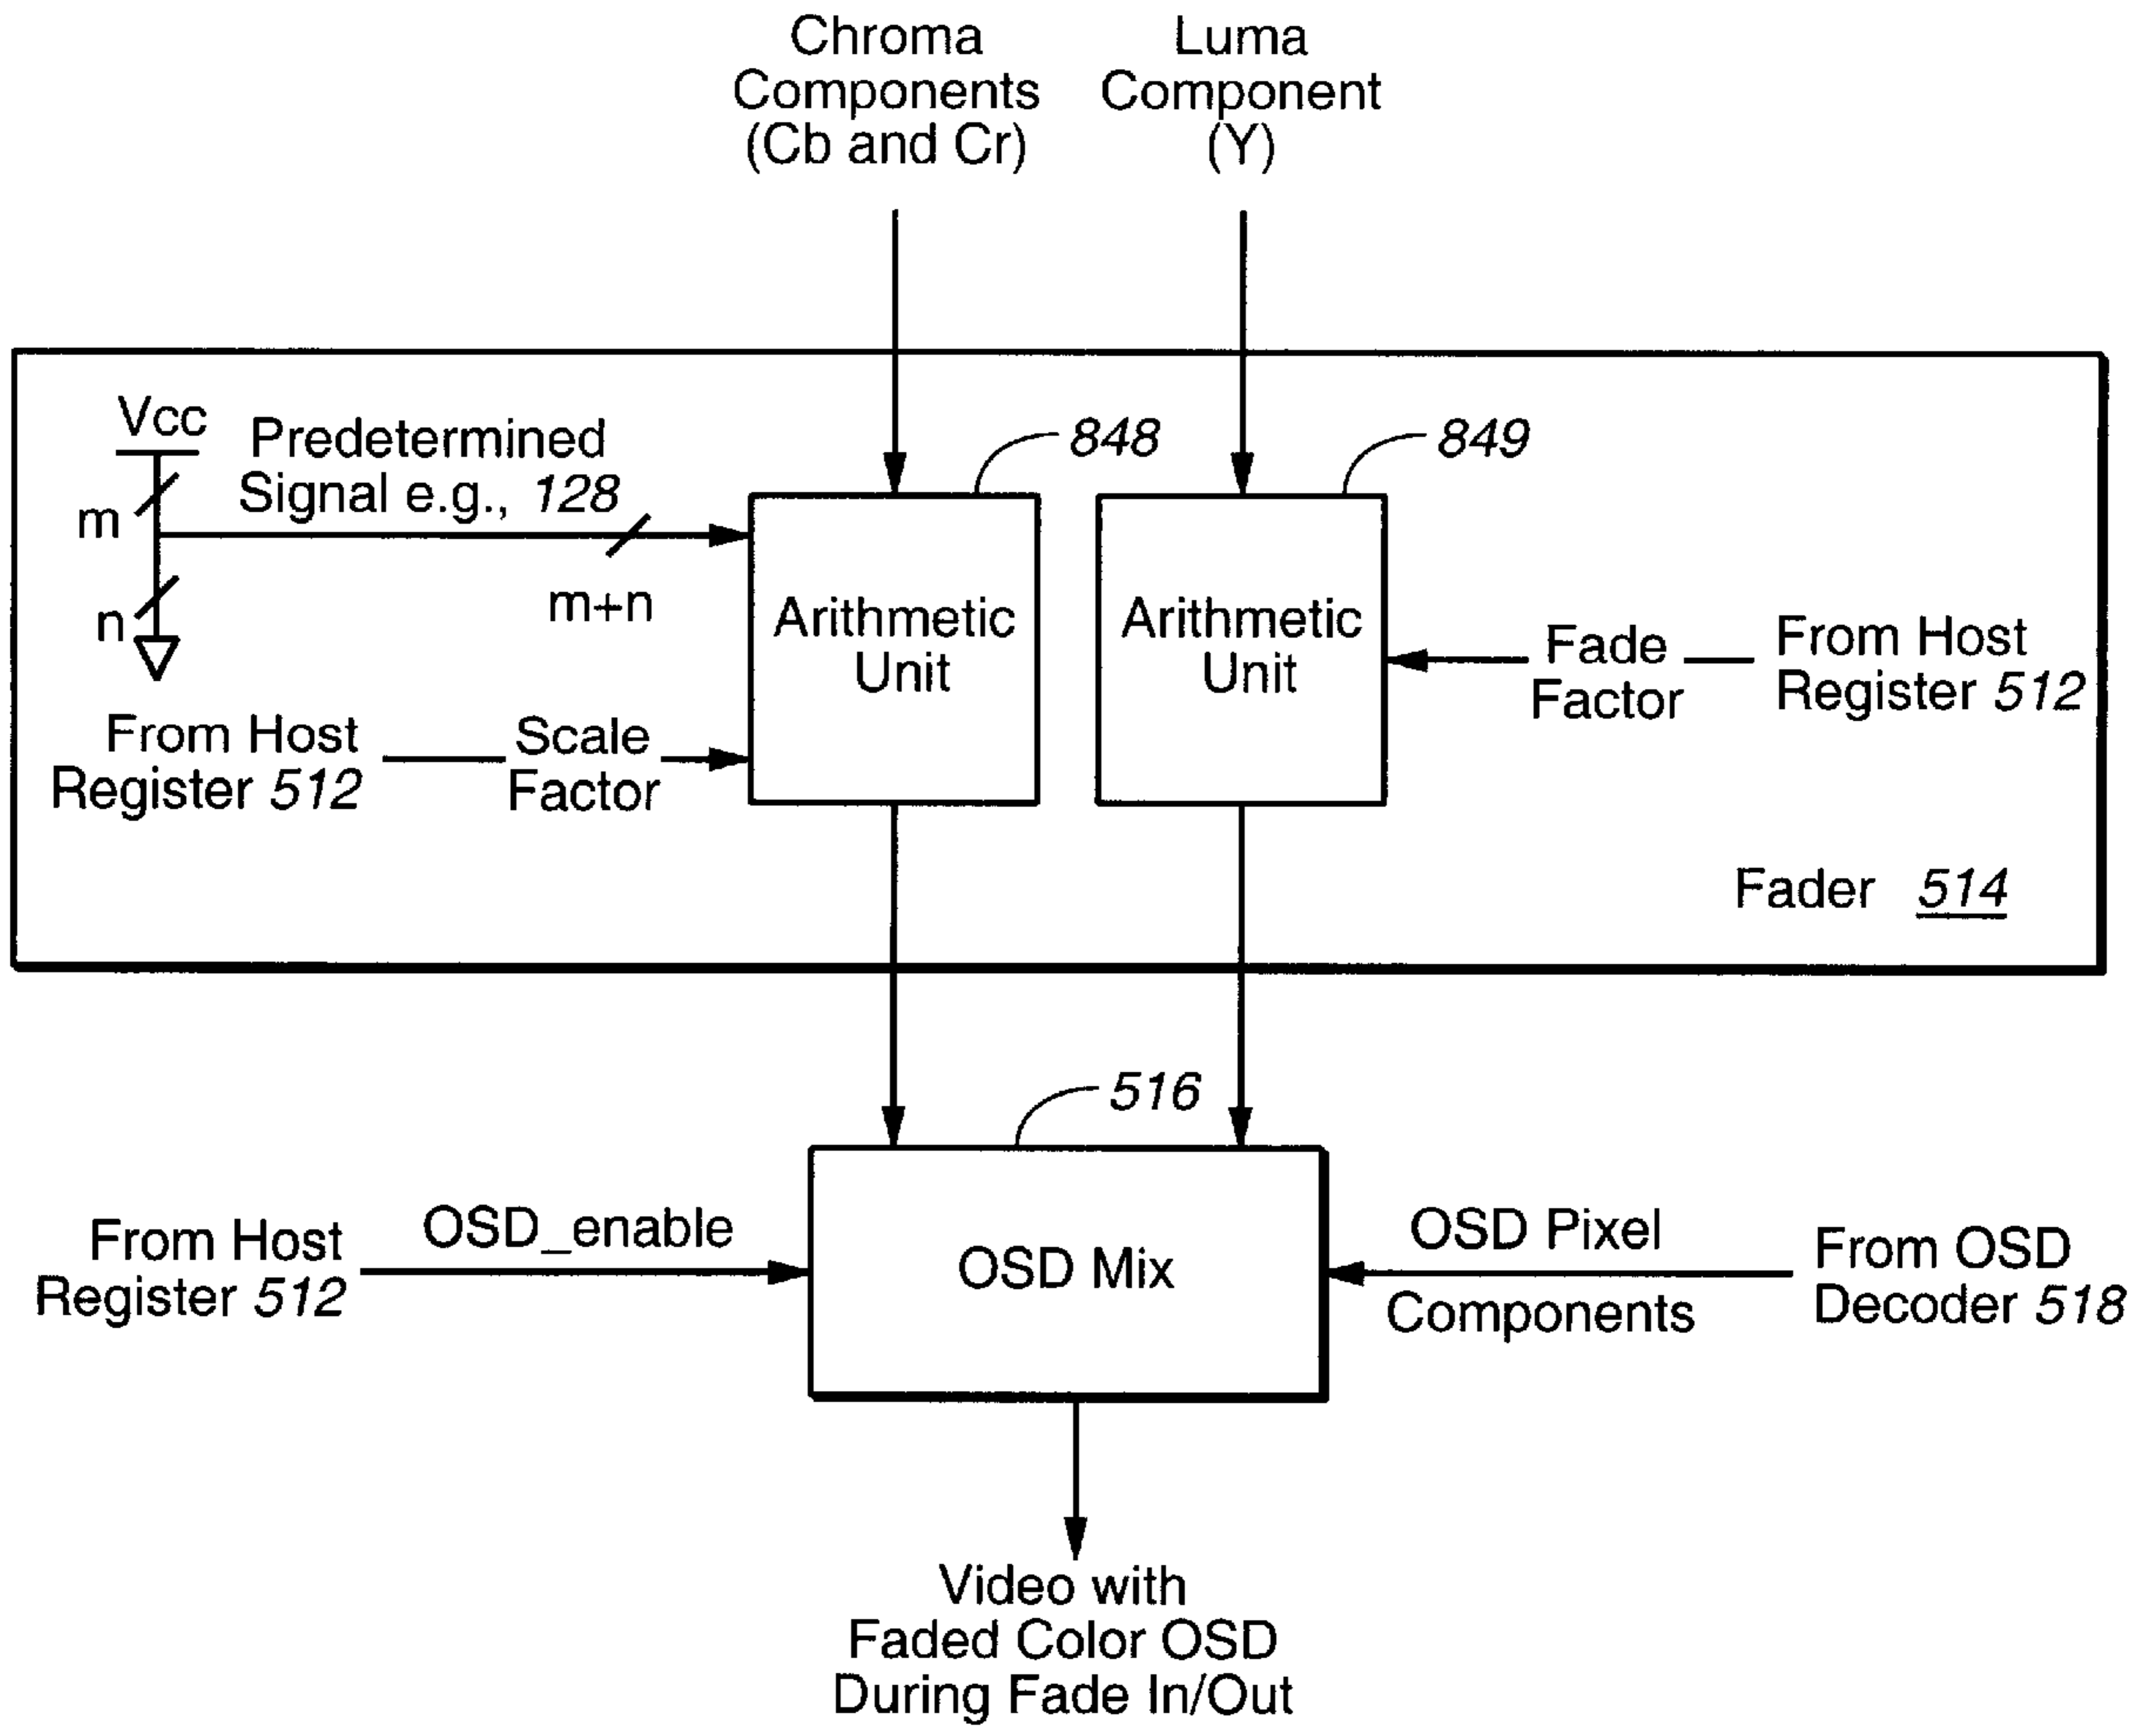 Chroma
Components
(Cb and Cr)
Luma
Component
(Y)
Vcc
Predetermined
Signal e.g., 128
m
n
m+n
848
849
Arithmetic
Unit
Arithmetic
Unit
Fade
Factor
From Host
Register 512
From Host
Register 512
Scale
Factor
Fader 514
516
From Host
Register 512
OSD_enable
OSD Mix
OSD Pixel
Components
From OSD
Decoder 518
Video with
Faded Color OSD
During Fade In/Out